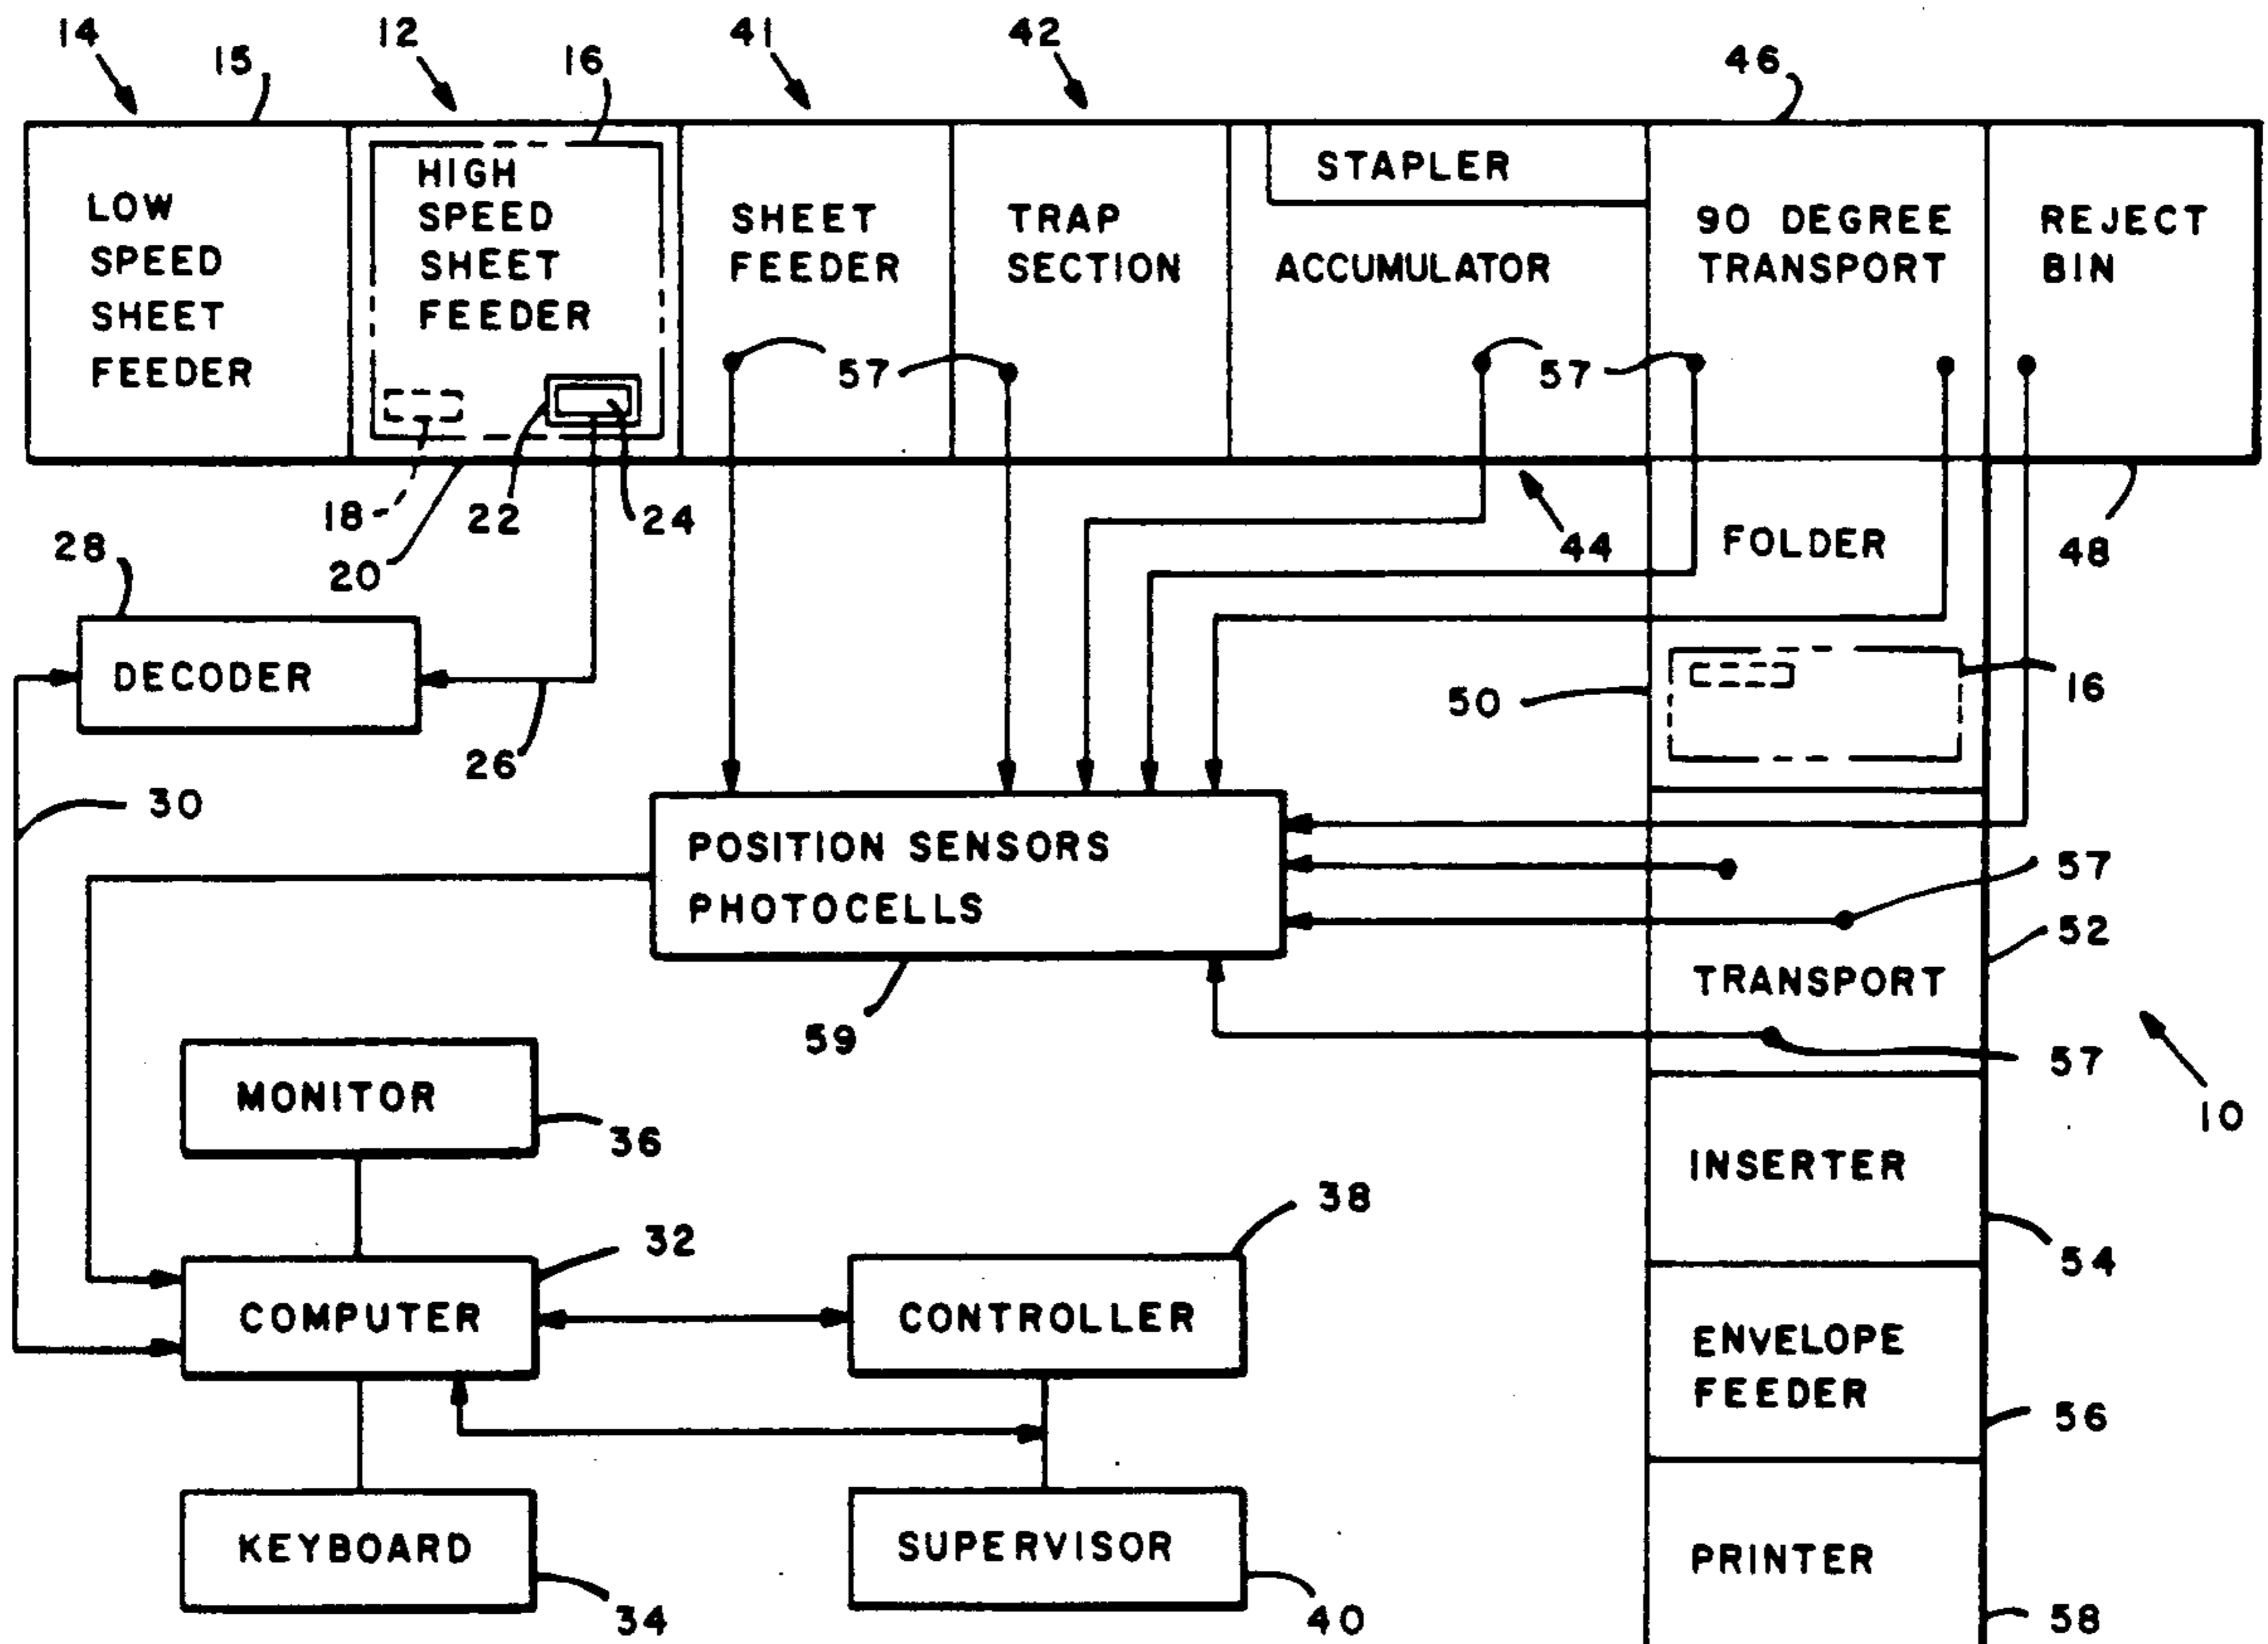 14
15
12
16
41
42
46
LOW
SPEED
SHEET
FEEDER
HIGH
SPEED
SHEET
FEEDER
SHEET
FEEDER
TRAP
SECTION
STAPLER
ACCUMULATOR
90 DEGREE
TRANSPORT
REJECT
BIN
57
57
18
20
22
24
44
FOLDER
48
28
DECODER
26
30
50
16
POSITION SENSORS
PHOTOCELLS
59
57
52
TRANSPORT
57
10
MONITOR
36
INSERTER
54
32
38
COMPUTER
CONTROLLER
ENVELOPE
FEEDER
56
KEYBOARD
34
SUPERVISOR
40
PRINTER
58